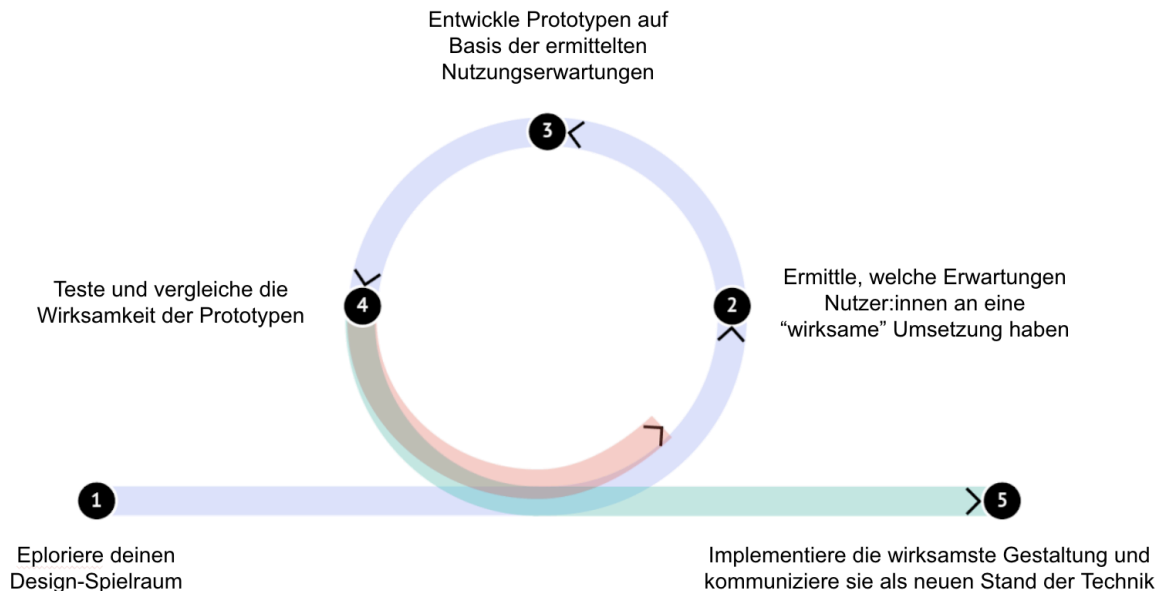 Entwickle Prototypen auf
Basis der ermittelten
Nutzungserwartungen
3
Teste und vergleiche die
Wirksamkeit der Prototypen
4
2
Ermittle, welche Erwartungen
Nutzer:innen an eine
“wirksame” Umsetzung haben
1
5
Eploriere deinen
Design-Spielraum
Implementiere die wirksamste Gestaltung und
kommuniziere sie als neuen Stand der Technik